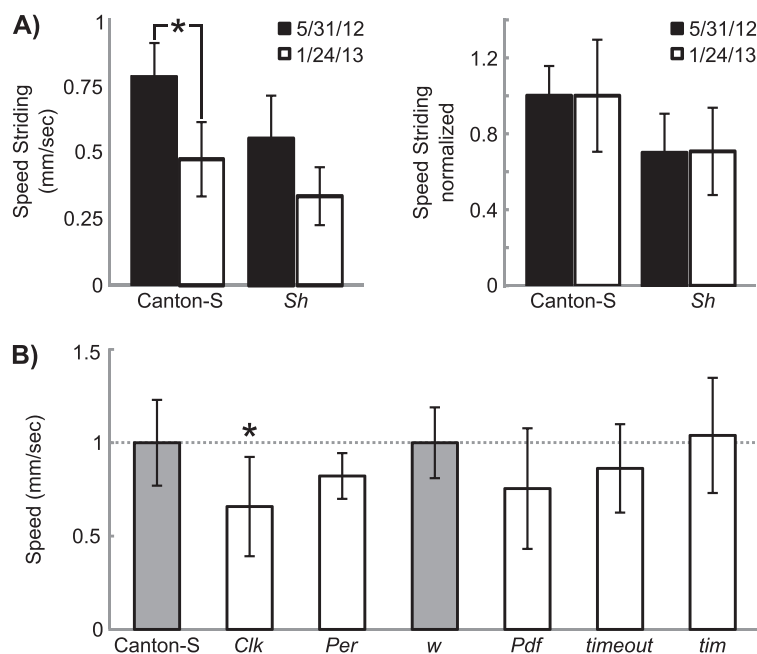 A)
Speed Striding
(mm/sec)
1
0.75
0.5
0.25
0
*
5/31/12
1/24/13
Canton-S Sh
Speed Striding
normalized
1.2
0.8
0.4
0
5/31/12
1/24/13
Canton-S Sh
B)
Speed (mm/sec)
1.5
1
0.5
0
*
Canton-S Clk Per w Pdf timeout tim